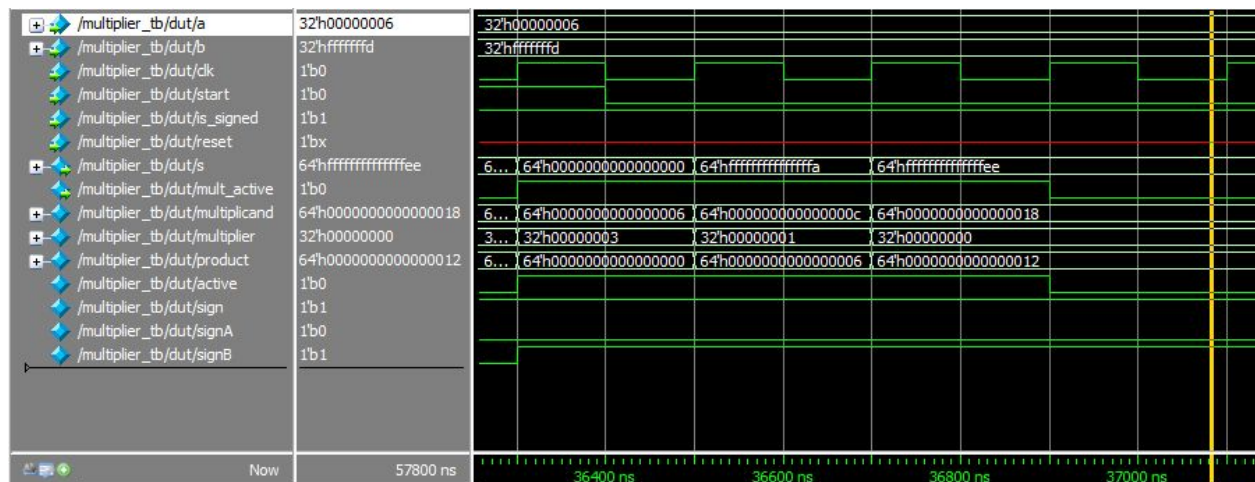 /multiplier_tb/dut/a 32'h00000006 32'h00000006
/multiplier_tb/dut/b 32'hfffffffd 32'hfffffffd
/multiplier_tb/dut/clk 1'b0
/multiplier_tb/dut/start 1'b0
/multiplier_tb/dut/is_signed 1'b1
/multiplier_tb/dut/reset 1'bx
/multiplier_tb/dut/s 64'hffffffffffffffee 6... 64'h0000000000000000 64'hfffffffffffffffa 64'hffffffffffffffee
/multiplier_tb/dut/mult_active 1'b0
/multiplier_tb/dut/multiplicand 64'h0000000000000018 6... 64'h0000000000000006 64'h000000000000000c 64'h0000000000000018
/multiplier_tb/dut/multiplier 32'h00000000 3... 32'h00000003 32'h00000001 32'h00000000
/multiplier_tb/dut/product 64'h0000000000000012 6... 64'h0000000000000000 64'h0000000000000006 64'h0000000000000012
/multiplier_tb/dut/active 1'b0
/multiplier_tb/dut/sign 1'b1
/multiplier_tb/dut/signA 1'b0
/multiplier_tb/dut/signB 1'b1
Now 57800 ns 36400 ns 36600 ns 36800 ns 37000 ns